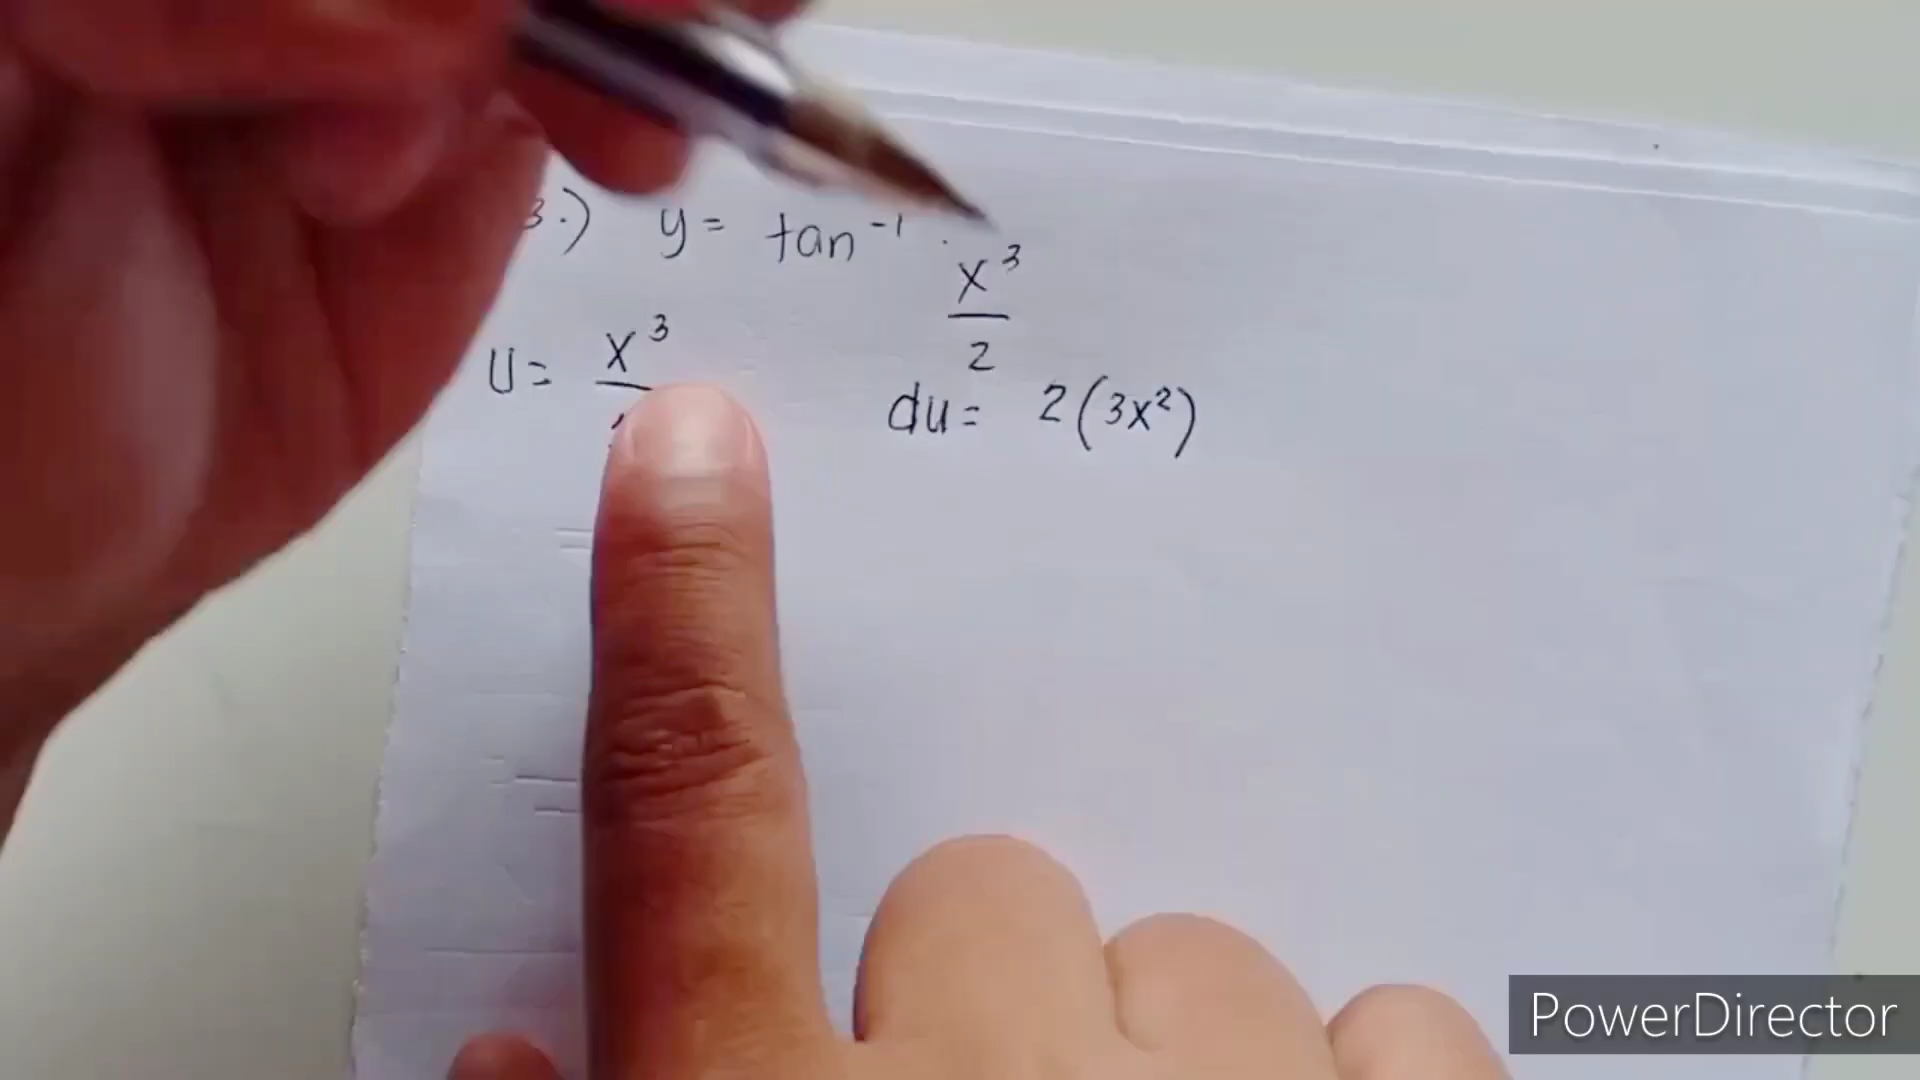 3.) y = tan⁻¹ x³/2
U = x³
du = 2(3x²)
PowerDirector